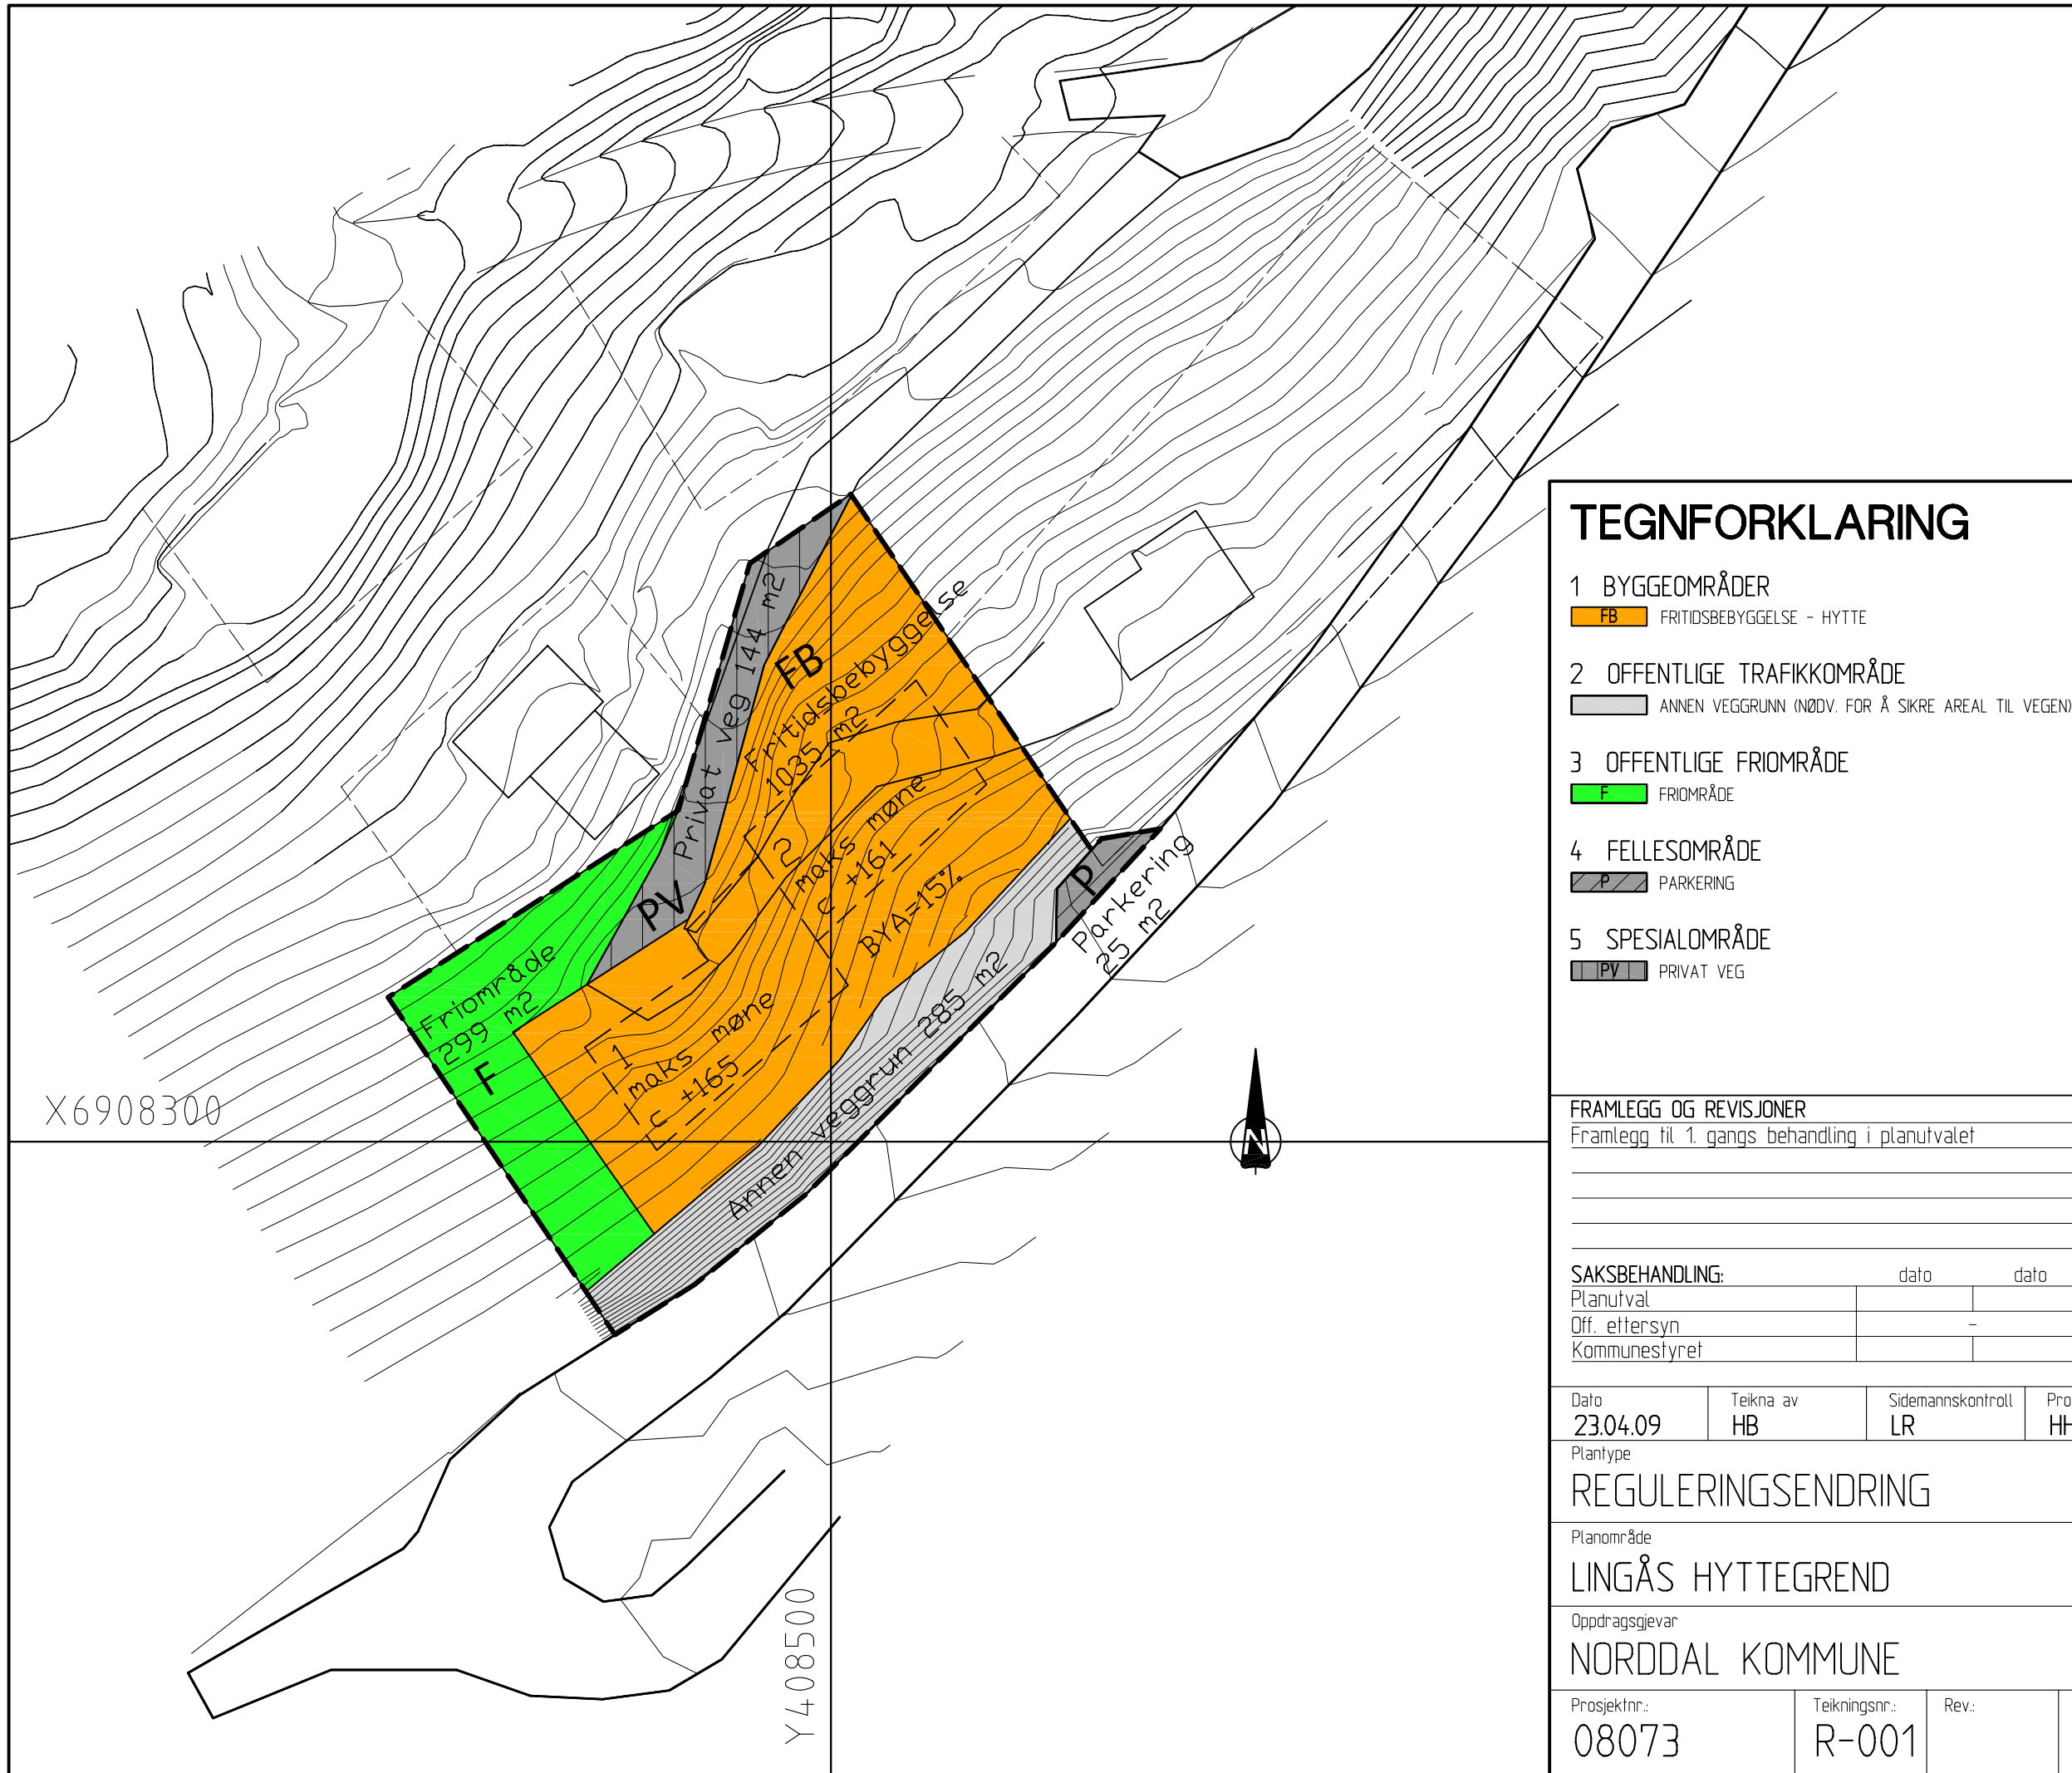 Privat veg 144 m2
FB
Fritidsbebyggelse
1035 m2
2
maks møne
c +161
BYA=15%
PV
P
Parkering
25 m2
Friområde
299 m2
F
1
maks møne
c +165
Annen veggrun 285 m2
X6908300
Y408500
N
TEGNFORKLARING
1 BYGGEOMRÅDER
FB FRITIDSBEBYGGELSE - HYTTE
2 OFFENTLIGE TRAFIKKOMRÅDE
ANNEN VEGGRUNN (NØDV. FOR Å SIKRE AREAL TIL VEGEN)
3 OFFENTLIGE FRIOMRÅDE
F FRIOMRÅDE
4 FELLESOMRÅDE
P PARKERING
5 SPESIALOMRÅDE
PV PRIVAT VEG
FRAMLEGG OG REVISJONER
Framlegg til 1. gangs behandling i planutvalet
SAKSBEHANDLING: dato dato
Planutval
Off. ettersyn -
Kommunestyret
Dato Teikna av Sidemannskontroll Pro
23.04.09 HB LR HH
Plantype
REGULERINGSENDRING
Planområde
LINGÅS HYTTEGREND
Oppdragsgjevar
NORDDAL KOMMUNE
Prosjektnr.: Teikningsnr.: Rev.:
08073 R-001